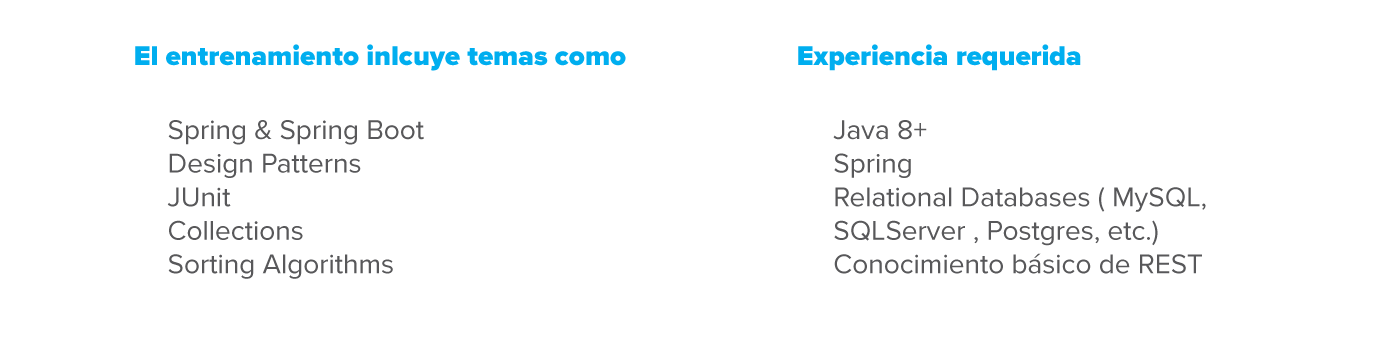 El entrenamiento inlcuye temas como
Spring & Spring Boot
Design Patterns
JUnit
Collections
Sorting Algorithms
Experiencia requerida
Java 8+
Spring
Relational Databases ( MySQL,
SQLServer , Postgres, etc.)
Conocimiento básico de REST